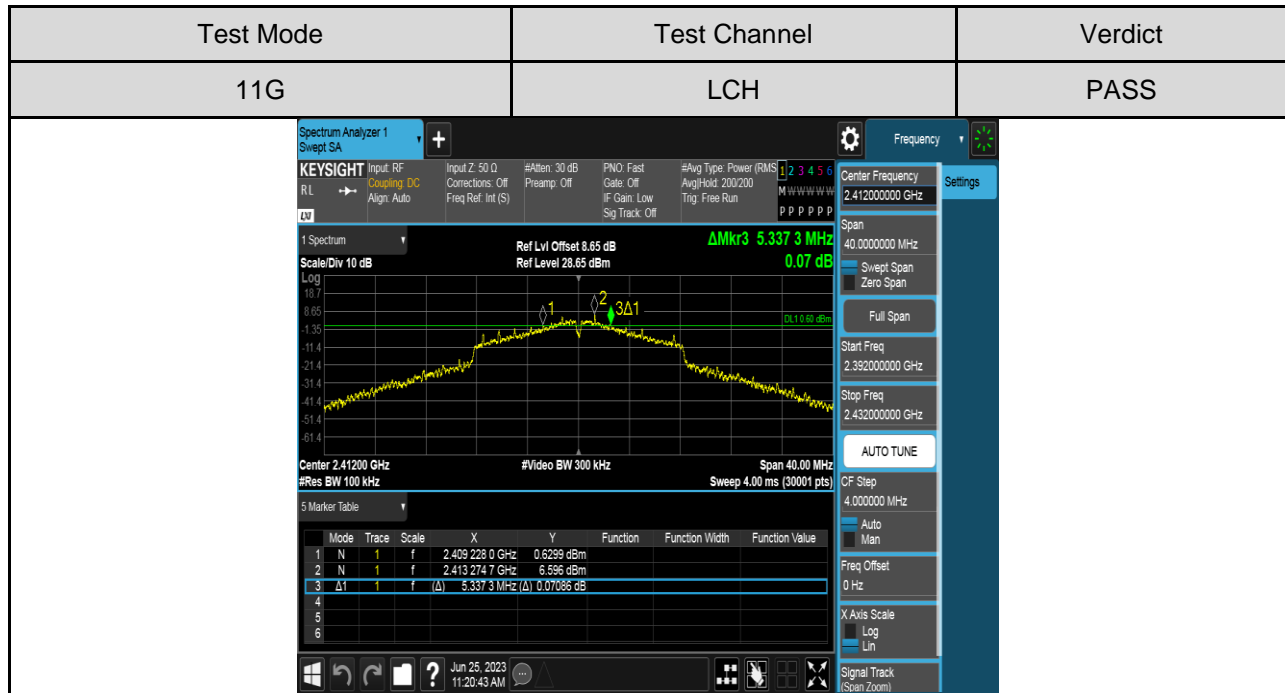 Test Mode Test Channel Verdict
11G LCH PASS
Spectrum Analyzer 1
Swept SA
+
Frequency
KEYSIGHT
RL
LXI
Input: RF
Coupling: DC
Align: Auto
Input Z: 50 Ω
Corrections: Off
Freq Ref: Int (S)
#Atten: 30 dB
Preamp: Off
PNO: Fast
Gate: Off
IF Gain: Low
Sig Track: Off
#Avg Type: Power (RMS
Avg|Hold: 200/200
Trig: Free Run
1 2 3 4 5 6
M W W W W W
P P P P P P
Center Frequency
2.412000000 GHz
Settings
1 Spectrum
Scale/Div 10 dB
Ref Lvl Offset 8.65 dB
Ref Level 28.65 dBm
ΔMkr3 5.337 3 MHz
0.07 dB
Log
18.7
8.65
-1.35
-11.4
-21.4
-31.4
-41.4
-51.4
-61.4
1
2
3Δ1
DL1 0.60 dBm
Center 2.41200 GHz
#Res BW 100 kHz
#Video BW 300 kHz
Span 40.00 MHz
Sweep 4.00 ms (30001 pts)
Span
40.0000000 MHz
Swept Span
Zero Span
Full Span
Start Freq
2.392000000 GHz
Stop Freq
2.432000000 GHz
AUTO TUNE
CF Step
4.000000 MHz
Auto
Man
Freq Offset
0 Hz
X Axis Scale
Log
Lin
Signal Track
(Span Zoom)
5 Marker Table
Mode Trace Scale X Y Function Function Width Function Value
1 N 1 f 2.409 228 0 GHz 0.6299 dBm
2 N 1 f 2.413 274 7 GHz 6.596 dBm
3 Δ1 1 f (Δ) 5.337 3 MHz (Δ) 0.07086 dB
4
5
6
?
Jun 25, 2023
11:20:43 AM